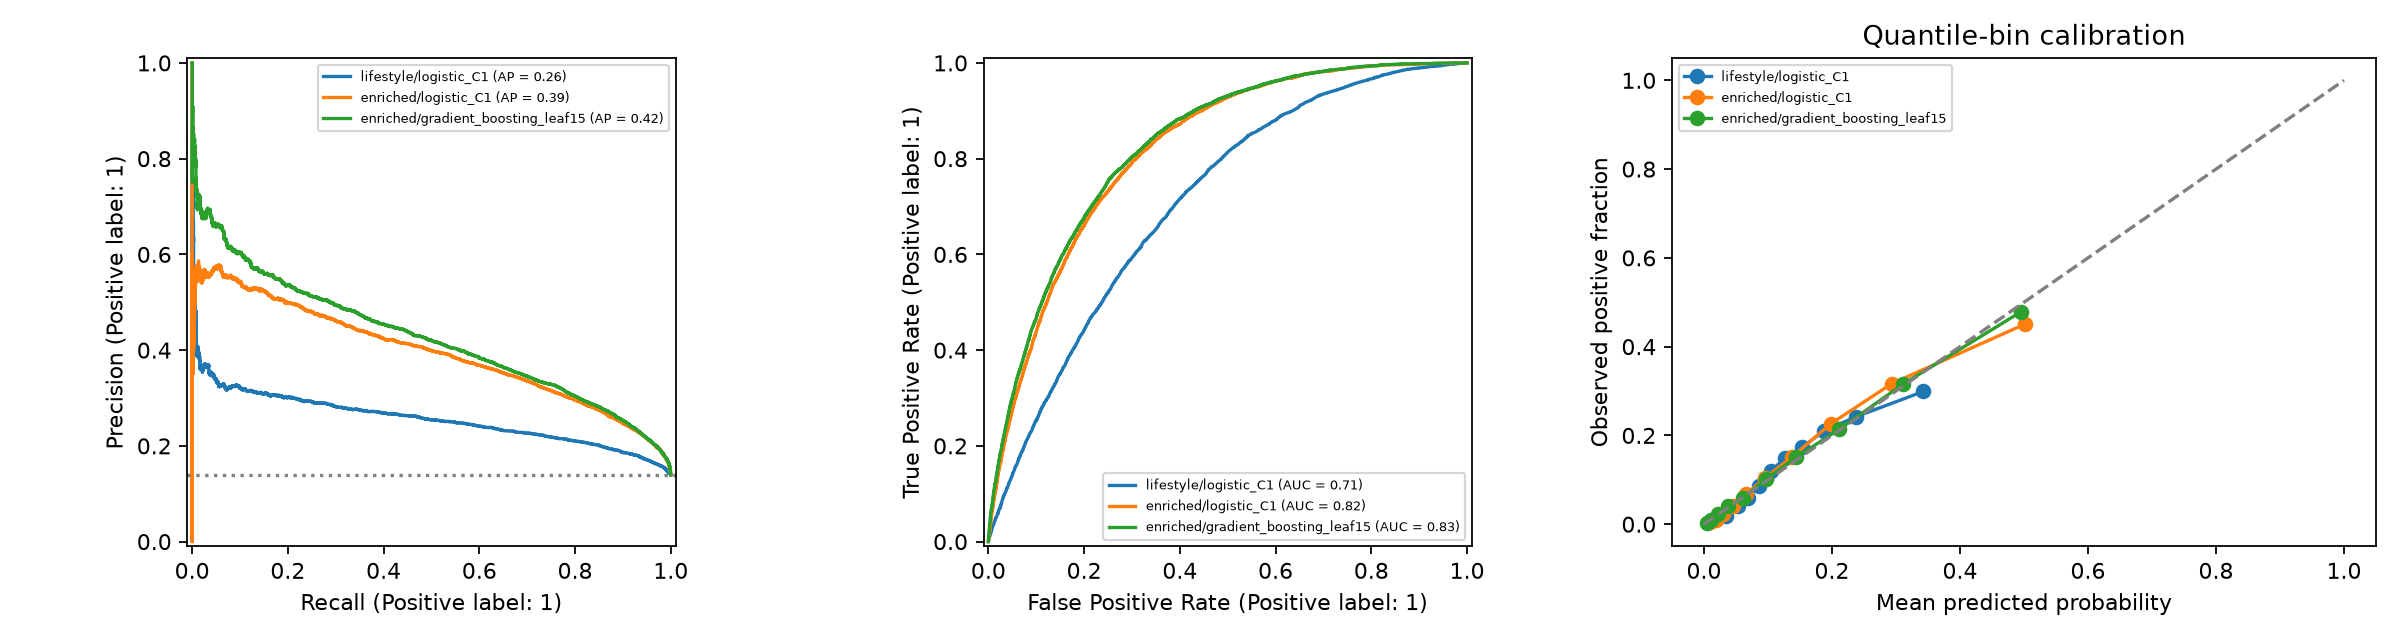 Precision (Positive label: 1)
1.0
0.8
0.6
0.4
0.2
0.0
lifestyle/logistic_C1 (AP = 0.26)
enriched/logistic_C1 (AP = 0.39)
enriched/gradient_boosting_leaf15 (AP = 0.42)
0.0 0.2 0.4 0.6 0.8 1.0
Recall (Positive label: 1)
True Positive Rate (Positive label: 1)
1.0
0.8
0.6
0.4
0.2
0.0
lifestyle/logistic_C1 (AUC = 0.71)
enriched/logistic_C1 (AUC = 0.82)
enriched/gradient_boosting_leaf15 (AUC = 0.83)
0.0 0.2 0.4 0.6 0.8 1.0
False Positive Rate (Positive label: 1)
Quantile-bin calibration
Observed positive fraction
1.0
0.8
0.6
0.4
0.2
0.0
lifestyle/logistic_C1
enriched/logistic_C1
enriched/gradient_boosting_leaf15
0.0 0.2 0.4 0.6 0.8 1.0
Mean predicted probability